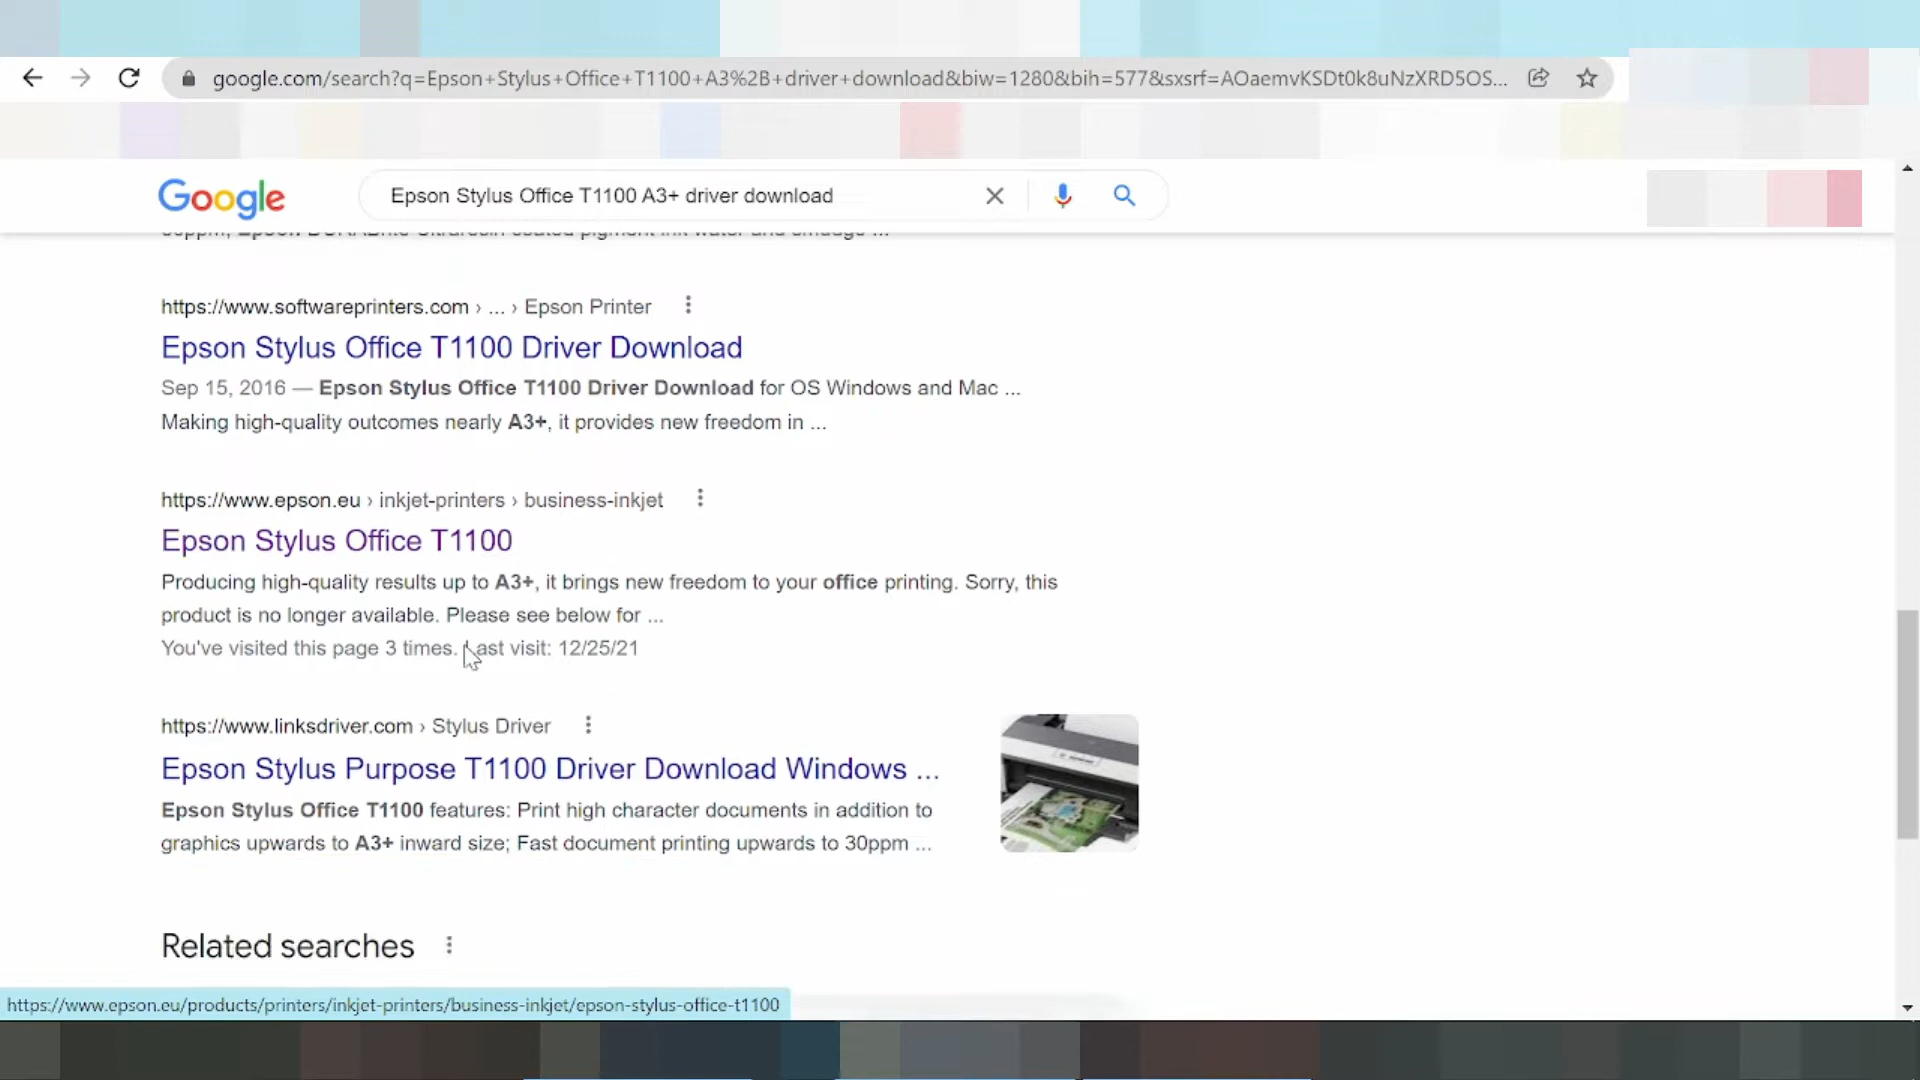 google.com/search?q=Epson+Stylus+Office+T1100+A3%2B+driver+download&biw=1280&bih=577&sxsrf=AOaemvKSDt0k8uNzXRD5OS...
Google
Epson Stylus Office T1100 A3+ driver download
https://www.softwareprinters.com › ... › Epson Printer
Epson Stylus Office T1100 Driver Download
Sep 15, 2016 — Epson Stylus Office T1100 Driver Download for OS Windows and Mac ...
Making high-quality outcomes nearly A3+, it provides new freedom in ...
https://www.epson.eu › inkjet-printers › business-inkjet
Epson Stylus Office T1100
Producing high-quality results up to A3+, it brings new freedom to your office printing. Sorry, this
product is no longer available. Please see below for ...
You've visited this page 3 times. Last visit: 12/25/21
https://www.linksdriver.com › Stylus Driver
Epson Stylus Purpose T1100 Driver Download Windows ...
Epson Stylus Office T1100 features: Print high character documents in addition to
graphics upwards to A3+ inward size; Fast document printing upwards to 30ppm ...
Related searches
https://www.epson.eu/products/printers/inkjet-printers/business-inkjet/epson-stylus-office-t1100